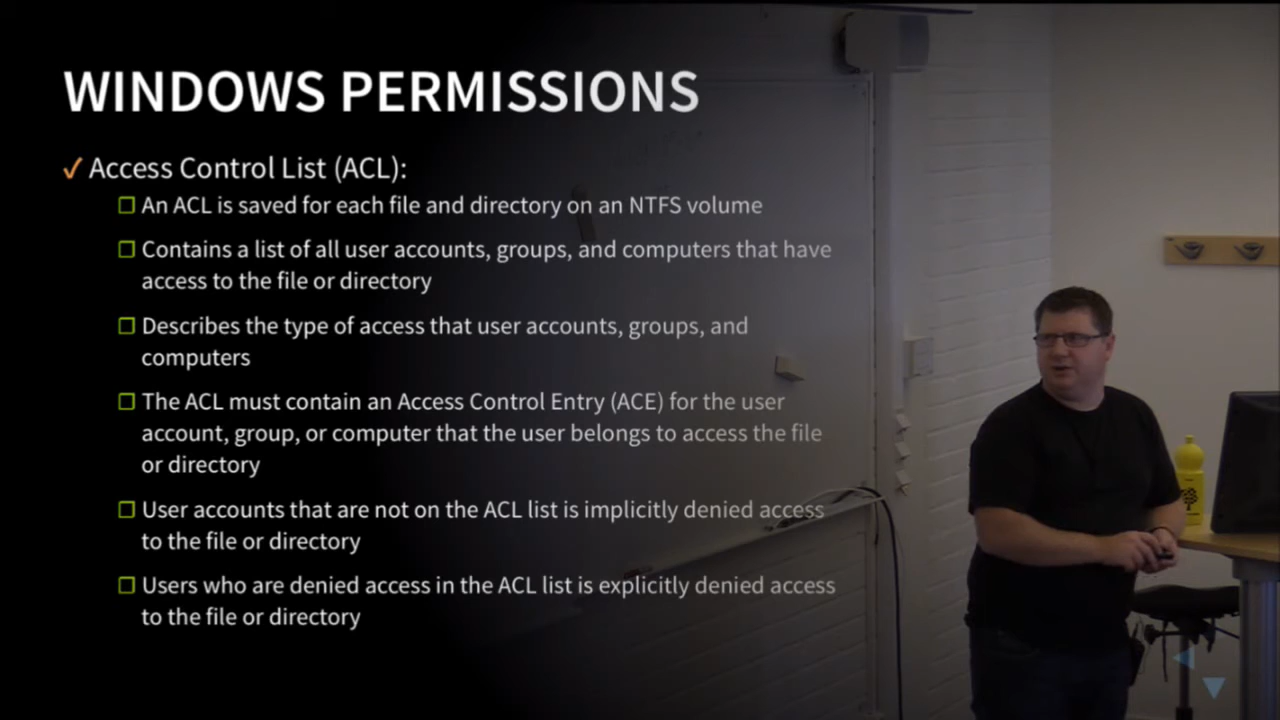 WINDOWS PERMISSIONS
✓ Access Control List (ACL):
❐ An ACL is saved for each file and directory on an NTFS volume
❐ Contains a list of all user accounts, groups, and computers that have
access to the file or directory
❐ Describes the type of access that user accounts, groups, and
computers
❐ The ACL must contain an Access Control Entry (ACE) for the user
account, group, or computer that the user belongs to access the file
or directory
❐ User accounts that are not on the ACL list is implicitly denied access
to the file or directory
❐ Users who are denied access in the ACL list is explicitly denied access
to the file or directory